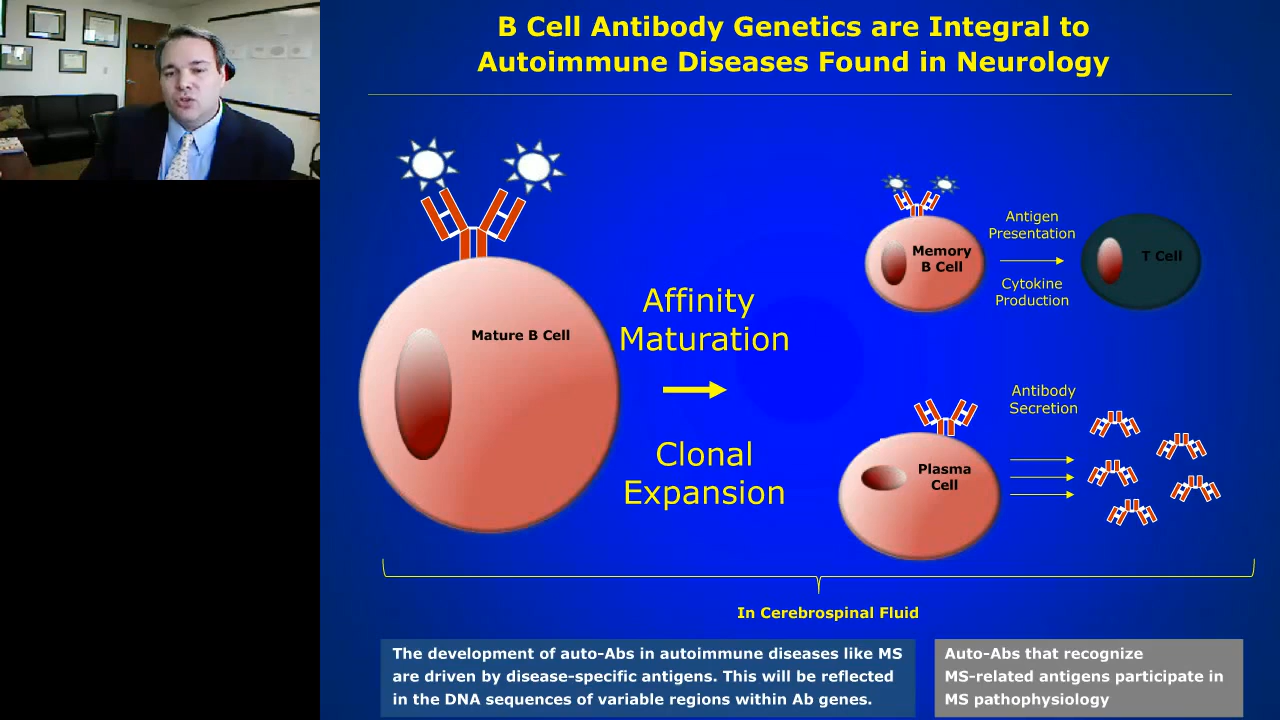 B Cell Antibody Genetics are Integral to
Autoimmune Diseases Found in Neurology
Mature B Cell
Affinity
Maturation
Clonal
Expansion
Memory
B Cell
Antigen
Presentation
Cytokine
Production
T Cell
Plasma
Cell
Antibody
Secretion
In Cerebrospinal Fluid
The development of auto-Abs in autoimmune diseases like MS
are driven by disease-specific antigens. This will be reflected
in the DNA sequences of variable regions within Ab genes.
Auto-Abs that recognize
MS-related antigens participate in
MS pathophysiology